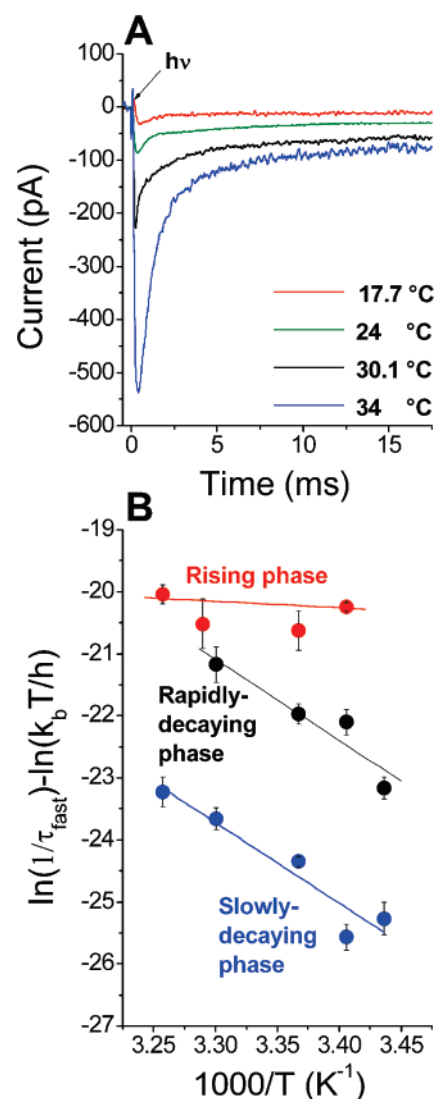 A
100
hν
0
-100
-200
-300
-400
-500
-600
Current (pA)
17.7 °C
24 °C
30.1 °C
34 °C
0 5 10 15
Time (ms)
B
-19
-20
-21
-22
-23
-24
-25
-26
-27
ln(1/τfast)-ln(kbT/h)
Rising phase
Rapidly-
decaying
phase
Slowly-
decaying
phase
3.25 3.30 3.35 3.40 3.45
1000/T (K⁻¹)